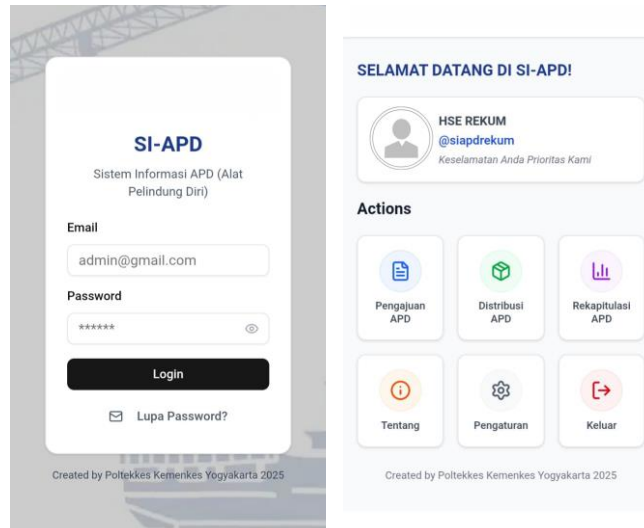 SI-APD
Sistem Informasi APD (Alat
Pelindung Diri)
Email
admin@gmail.com
Password
******
Login
Lupa Password?
Created by Poltekkes Kemenkes Yogyakarta 2025
SELAMAT DATANG DI SI-APD!
HSE REKUM
@siapdrekum
Keselamatan Anda Prioritas Kami
Actions
Pengajuan
APD
Distribusi
APD
Rekapitulasi
APD
Tentang
Pengaturan
Keluar
Created by Poltekkes Kemenkes Yogyakarta 2025